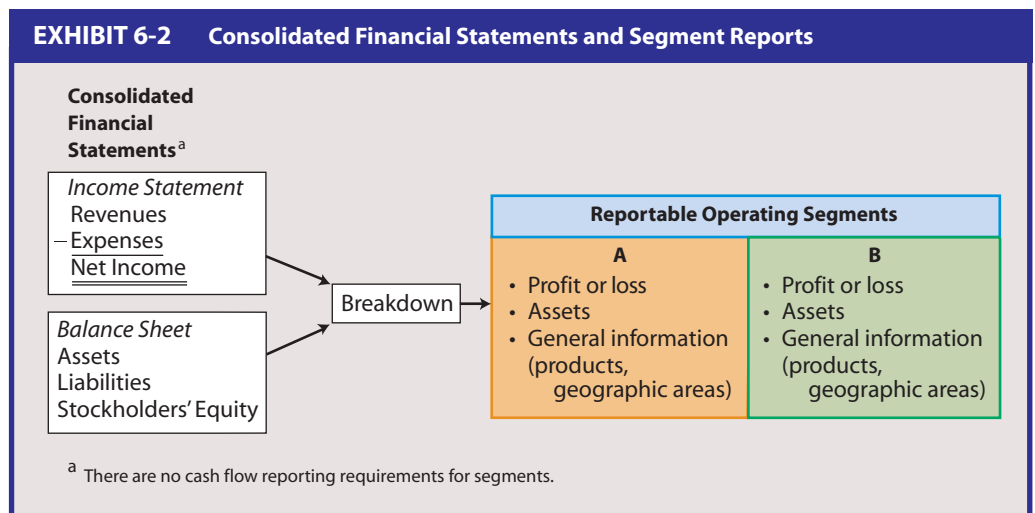 EXHIBIT 6-2 Consolidated Financial Statements and Segment Reports
Consolidated
Financial
Statements a
Income Statement
Revenues
– Expenses
Net Income
Balance Sheet
Assets
Liabilities
Stockholders’ Equity
Breakdown
Reportable Operating Segments
A
• Profit or loss
• Assets
• General information
(products,
geographic areas)
B
• Profit or loss
• Assets
• General information
(products,
geographic areas)
a There are no cash flow reporting requirements for segments.